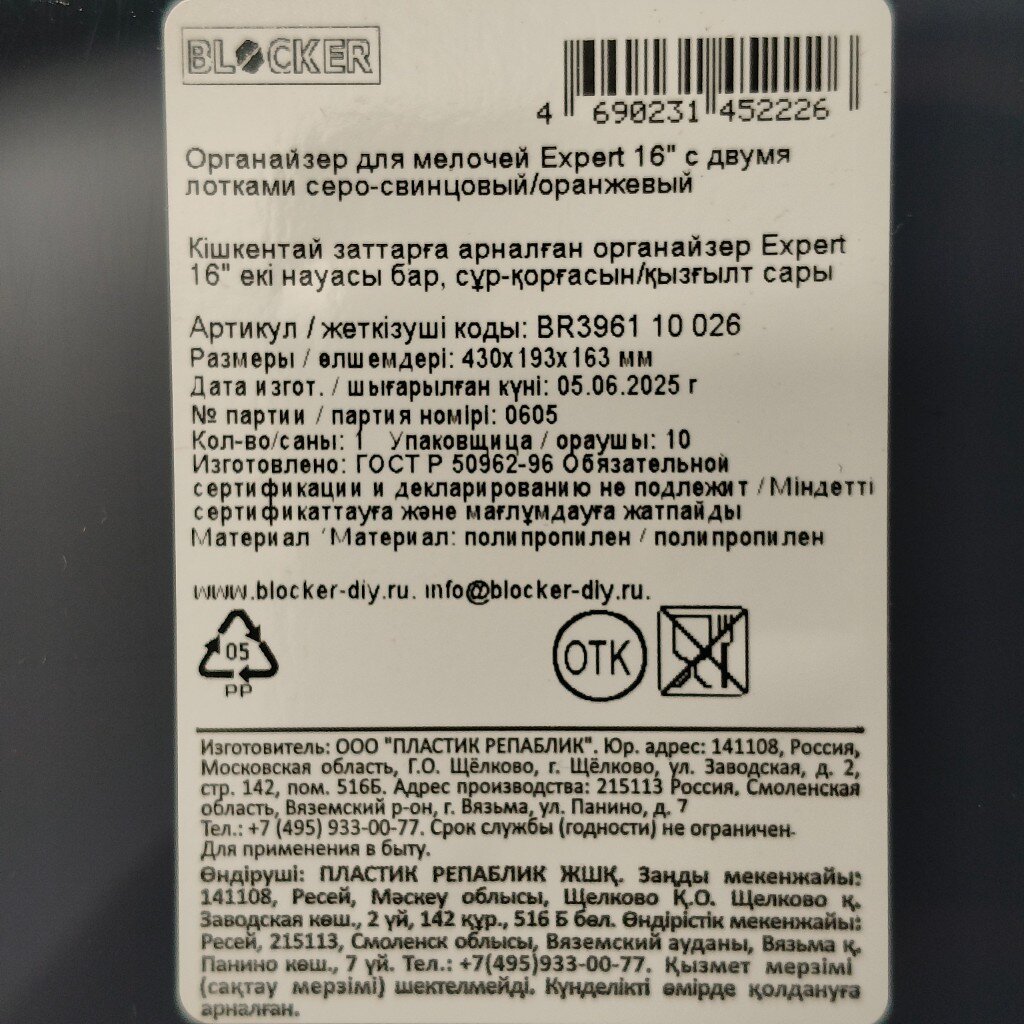 BLOCKER
4 690231 452226
Органайзер для мелочей Expert 16" с двумя
лотками серо-свинцовый/оранжевый
Кішкентай заттарға арналған органайзер Expert
16" екі науасы бар, сұр-қорғасын/қызғылт сары
Артикул / жеткізуші коды: BR3961 10 026
Размеры / өлшемдері: 430х193х163 мм
Дата изгот. / шығарылған күні: 05.06.2025 г
№ партии / партия номірі: 0605
Кол-во/саны: 1 Упаковщица / ораушы: 10
Изготовлено: ГОСТ Р 50962-96 Обязательной
сертификации и декларированию не подлежит / Міндетті
сертификаттауға және мағлұмдауға жатпайды
Материал / Материал: полипропилен / полипропилен
www.blocker-diy.ru. info@blocker-diy.ru.
05
PP
ОТК
Изготовитель: ООО "ПЛАСТИК РЕПАБЛИК". Юр. адрес: 141108, Россия,
Московская область, Г.О. Щёлково, г. Щёлково, ул. Заводская, д. 2,
стр. 142, пом. 516Б. Адрес производства: 215113 Россия, Смоленская
область, Вяземский р-он, г. Вязьма, ул. Панино, д. 7
Тел.: +7 (495) 933-00-77. Срок службы (годности) не ограничен.
Для применения в быту.
Өндіруші: ПЛАСТИК РЕПАБЛИК ЖШҚ. Заңды мекенжайы:
141108, Ресей, Мәскеу облысы, Щелково Қ.О. Щелково қ.
Заводская көш., 2 үй, 142 құр., 516 Б бөл. Өндірістік мекенжайы:
Ресей, 215113, Смоленск облысы, Вяземский ауданы, Вязьма қ.
Панино көш., 7 үй. Тел.: +7(495)933-00-77. Қызмет мерзімі
(сақтау мерзімі) шектелмейді. Күнделікті өмірде қолдануға
арналған.